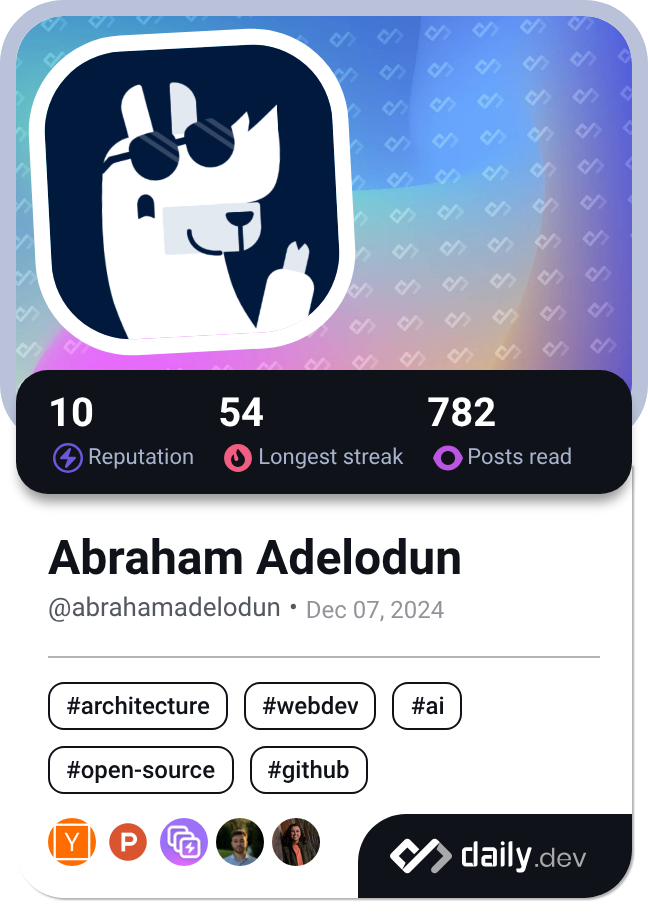 10 54 782
Reputation Longest streak Posts read
Abraham Adelodun
@abrahamadelodun • Dec 07, 2024
#architecture #webdev #ai
#open-source #github
Y P
daily.dev